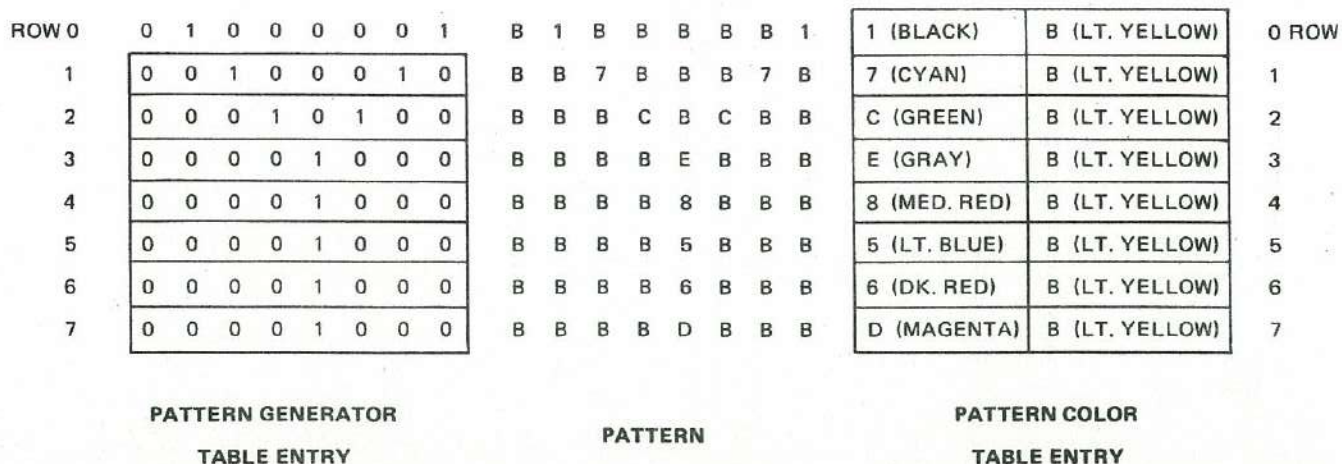 ROW 0 0 1 0 0 0 0 0 1 B 1 B B B B B 1 1 (BLACK) B (LT. YELLOW) 0 ROW
1 0 0 1 0 0 0 1 0 B B 7 B B B 7 B 7 (CYAN) B (LT. YELLOW) 1
2 0 0 0 1 0 1 0 0 B B B C B C B B C (GREEN) B (LT. YELLOW) 2
3 0 0 0 0 1 0 0 0 B B B B E B B B E (GRAY) B (LT. YELLOW) 3
4 0 0 0 0 1 0 0 0 B B B B 8 B B B 8 (MED. RED) B (LT. YELLOW) 4
5 0 0 0 0 1 0 0 0 B B B B 5 B B B 5 (LT. BLUE) B (LT. YELLOW) 5
6 0 0 0 0 1 0 0 0 B B B B 6 B B B 6 (DK. RED) B (LT. YELLOW) 6
7 0 0 0 0 1 0 0 0 B B B B D B B B D (MAGENTA) B (LT. YELLOW) 7
PATTERN GENERATOR
TABLE ENTRY
PATTERN
PATTERN COLOR
TABLE ENTRY